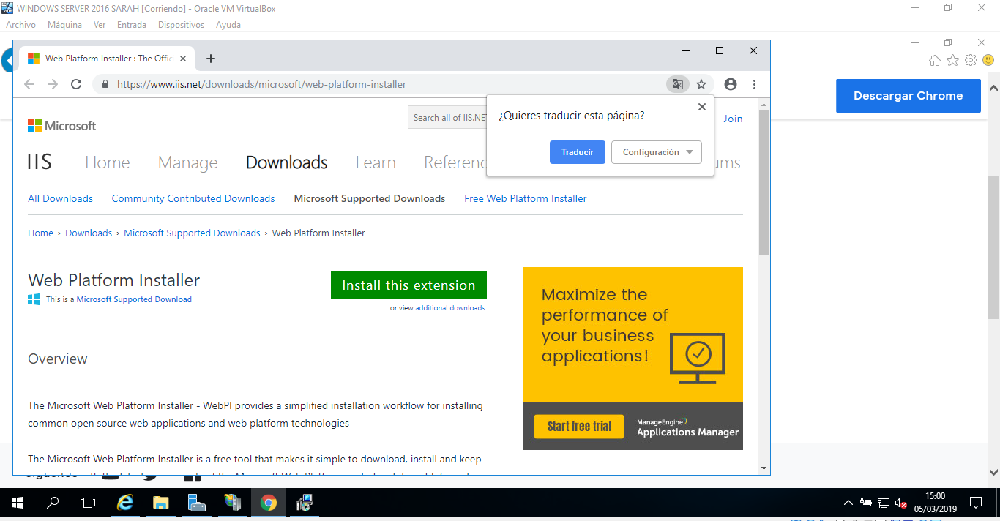 WINDOWS SERVER 2016 SARAH [Corriendo] - Oracle VM VirtualBox
Archivo Máquina Ver Entrada Dispositivos Ayuda
Web Platform Installer : The Offic
https://www.iis.net/downloads/microsoft/web-platform-installer
Descargar Chrome
¿Quieres traducir esta página?
Traducir Configuración
Microsoft
Search all of IIS.NET
Join
IIS Home Manage Downloads Learn Referenc ums
All Downloads Community Contributed Downloads Microsoft Supported Downloads Free Web Platform Installer
Home › Downloads › Microsoft Supported Downloads › Web Platform Installer
Web Platform Installer
Install this extension
This is a Microsoft Supported Download
or view additional downloads
Overview
The Microsoft Web Platform Installer - WebPI provides a simplified installation workflow for installing
common open source web applications and web platform technologies
The Microsoft Web Platform Installer is a free tool that makes it simple to download, install and keep
Maximize the
performance of
your business
applications!
Start free trial
ManageEngine
Applications Manager
15:00
05/03/2019